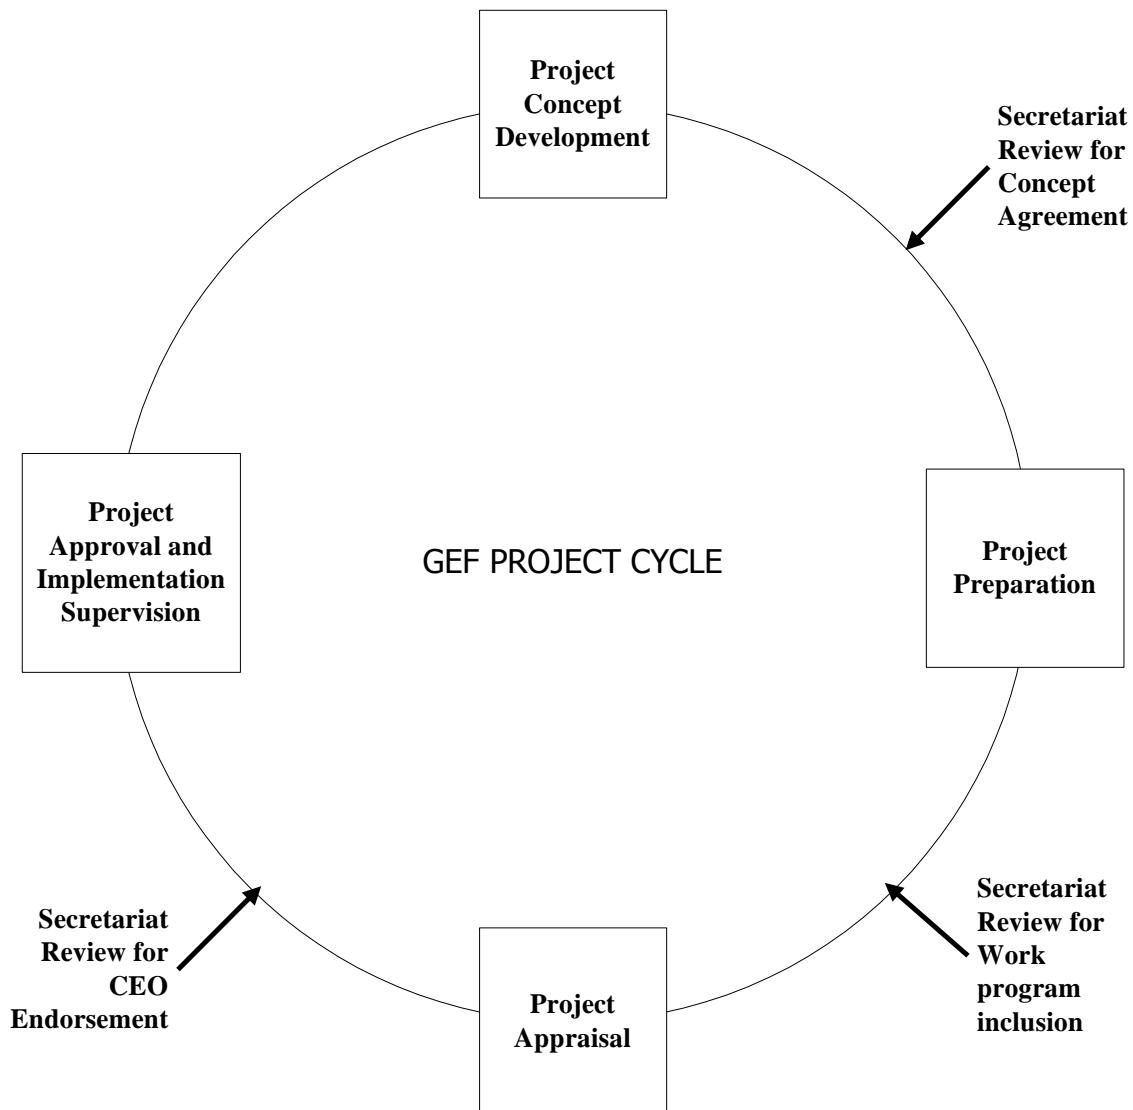 Project
Concept
Development
Secretariat
Review for
Concept
Agreement
Project
Approval and
Implementation
Supervision
GEF PROJECT CYCLE
Project
Preparation
Secretariat
Review for
CEO
Endorsement
Project
Appraisal
Secretariat
Review for
Work
program
inclusion